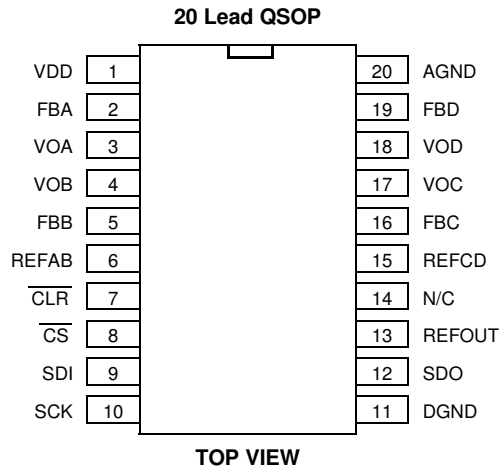 20 Lead QSOP
VDD 1 20 AGND
FBA 2 19 FBD
VOA 3 18 VOD
VOB 4 17 VOC
FBB 5 16 FBC
REFAB 6 15 REFCD
CLR 7 14 N/C
CS 8 13 REFOUT
SDI 9 12 SDO
SCK 10 11 DGND
TOP VIEW